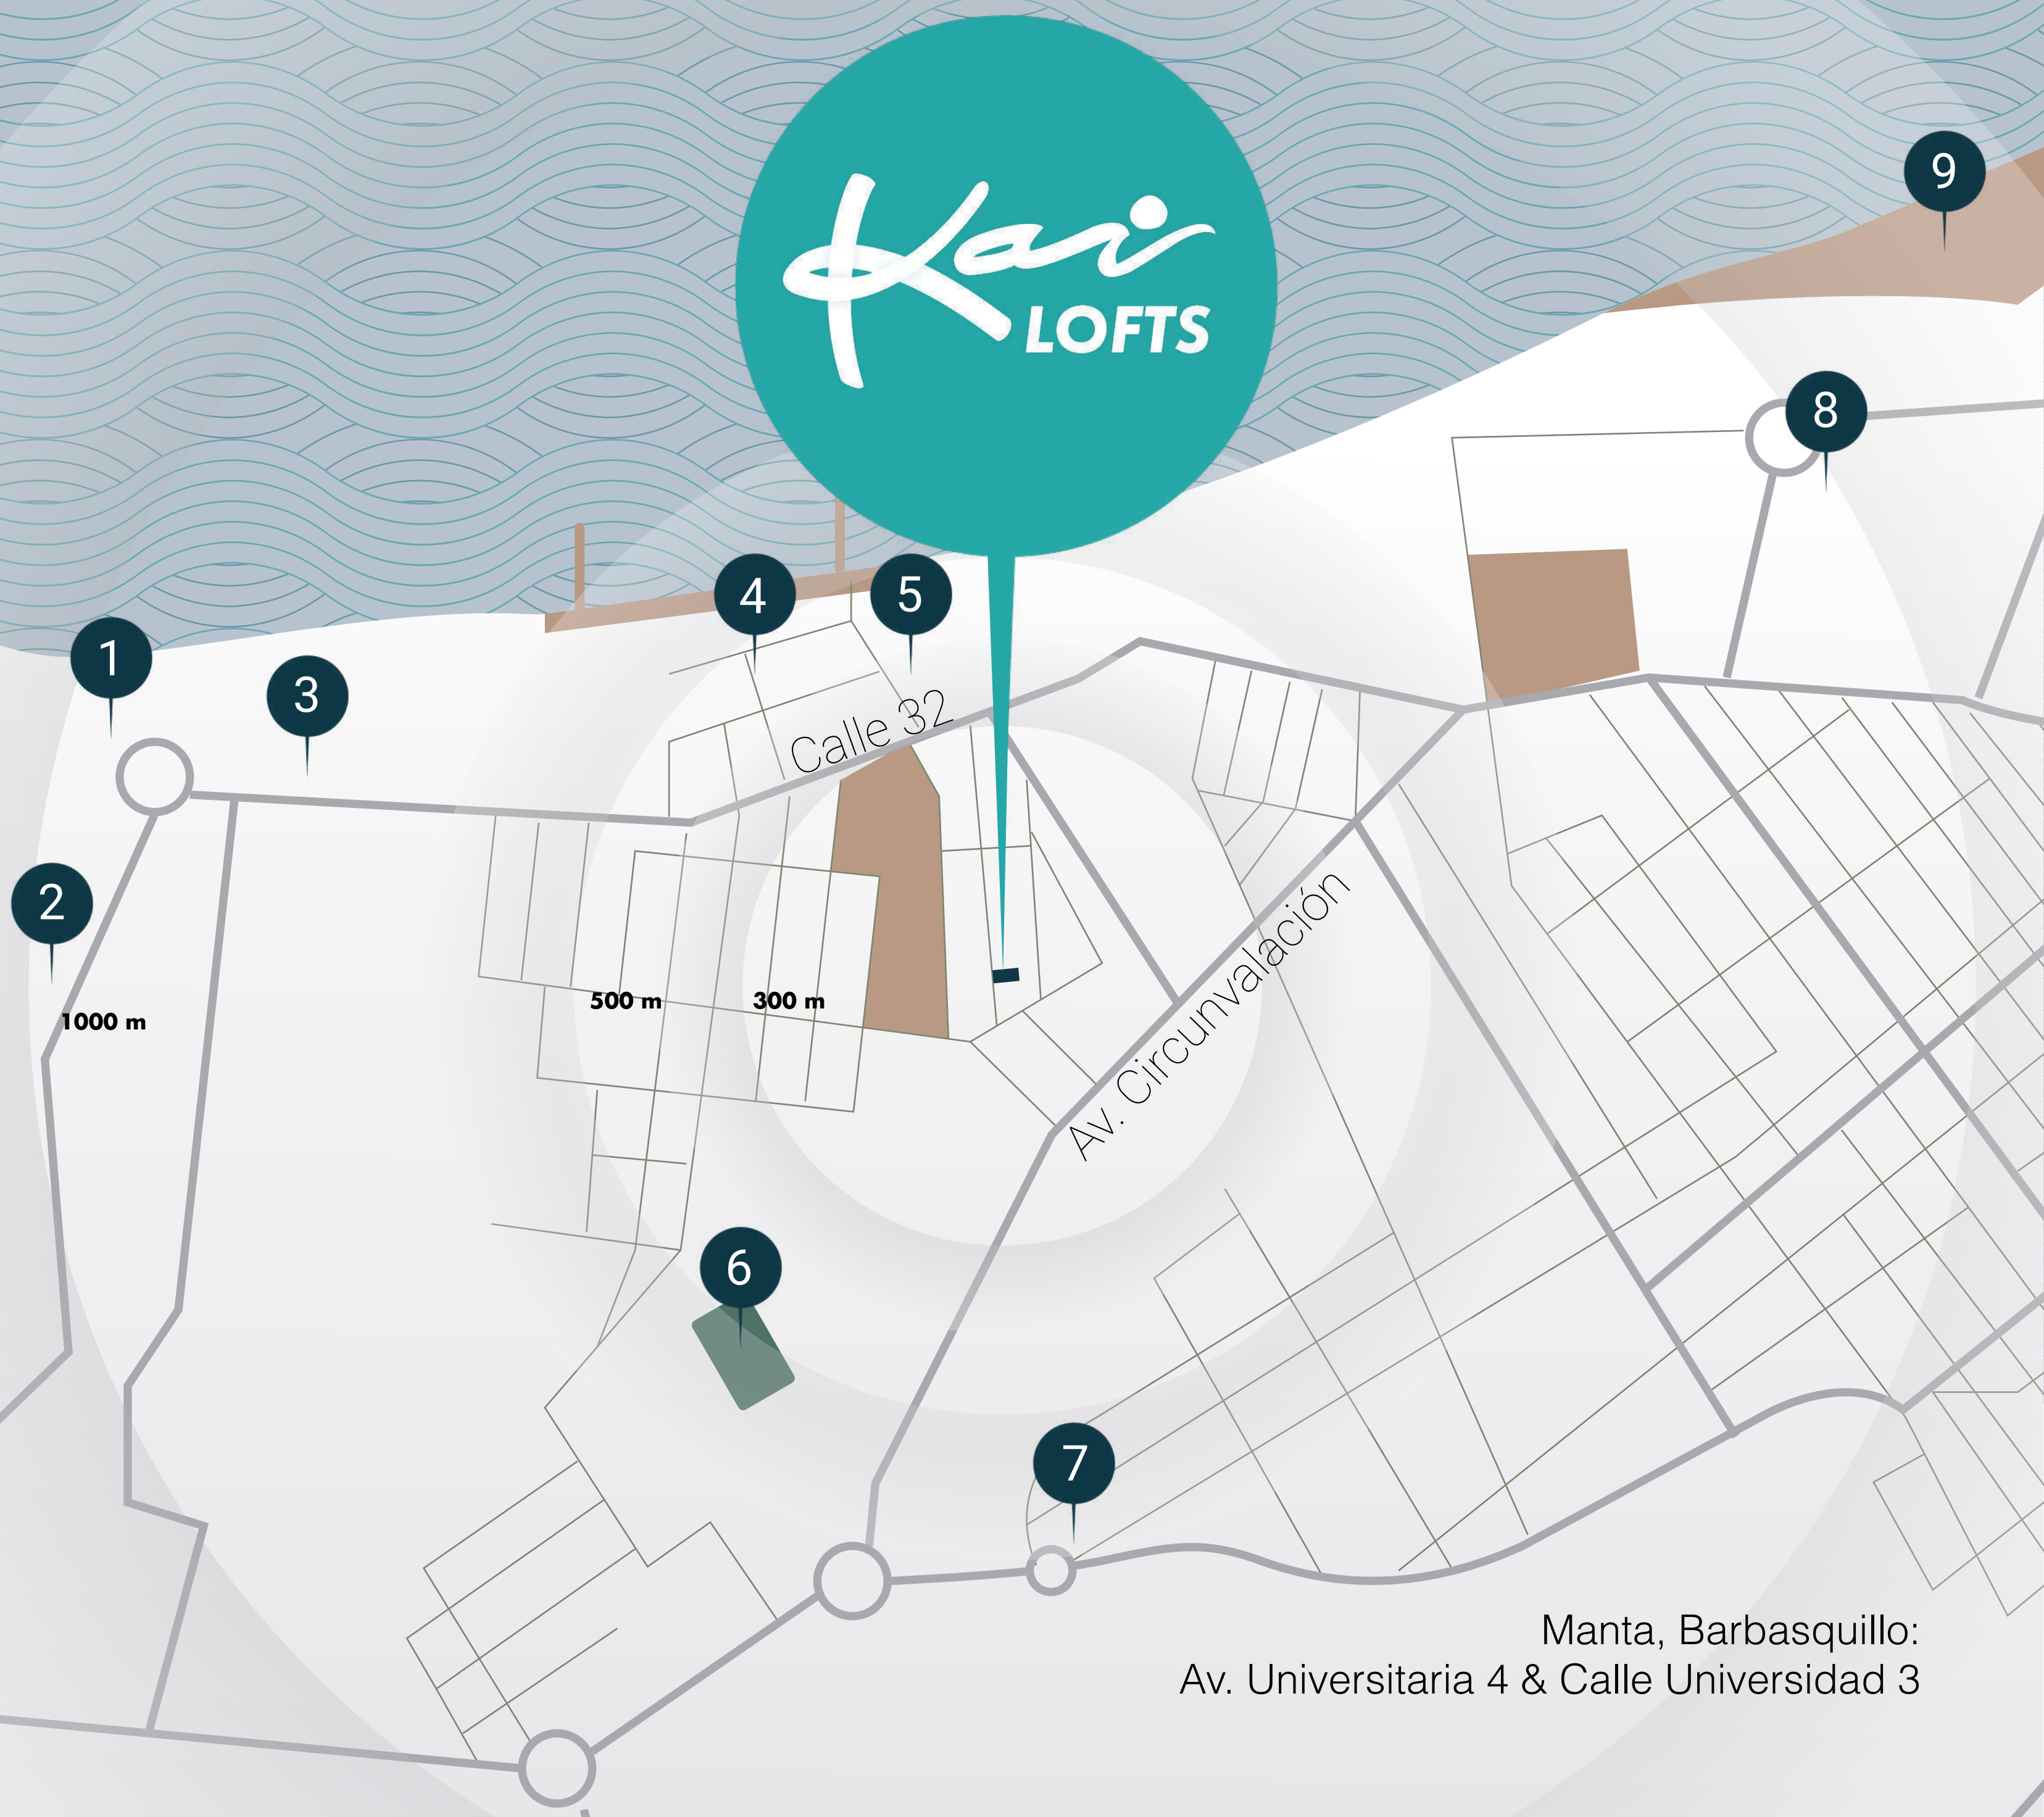 9
Kai
LOFTS
8
4
5
1
3
Calle 32
2
500 m
300 m
1000 m
Av. Circunvalación
6
7
Manta, Barbasquillo:
Av. Universitaria 4 & Calle Universidad 3